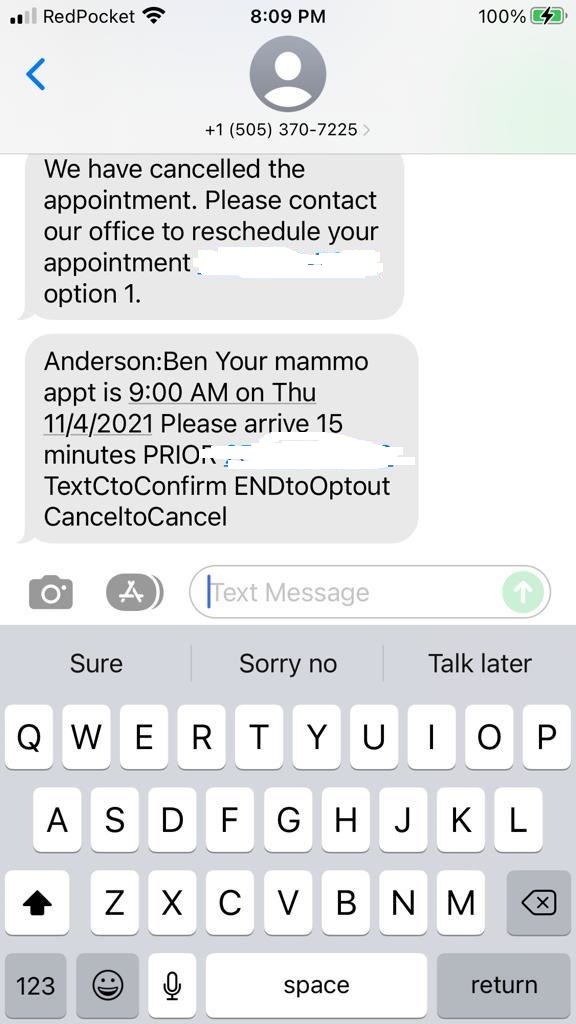 RedPocket 8:09 PM 100%
+1 (505) 370-7225
We have cancelled the
appointment. Please contact
our office to reschedule your
appointment
option 1.
Anderson:Ben Your mammo
appt is 9:00 AM on Thu
11/4/2021 Please arrive 15
minutes PRIOR
TextCtoConfirm ENDtoOptout
CanceltoCancel
Text Message
Sure Sorry no Talk later
Q W E R T Y U I O P
A S D F G H J K L
Z X C V B N M
123 space return